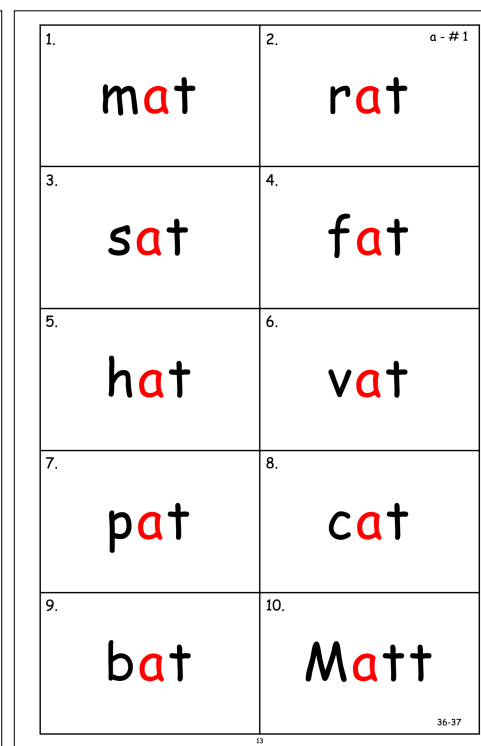 1.
mat
2.
a - # 1
rat
3.
sat
4.
fat
5.
hat
6.
vat
7.
pat
8.
cat
9.
bat
10.
Matt
36-37
13